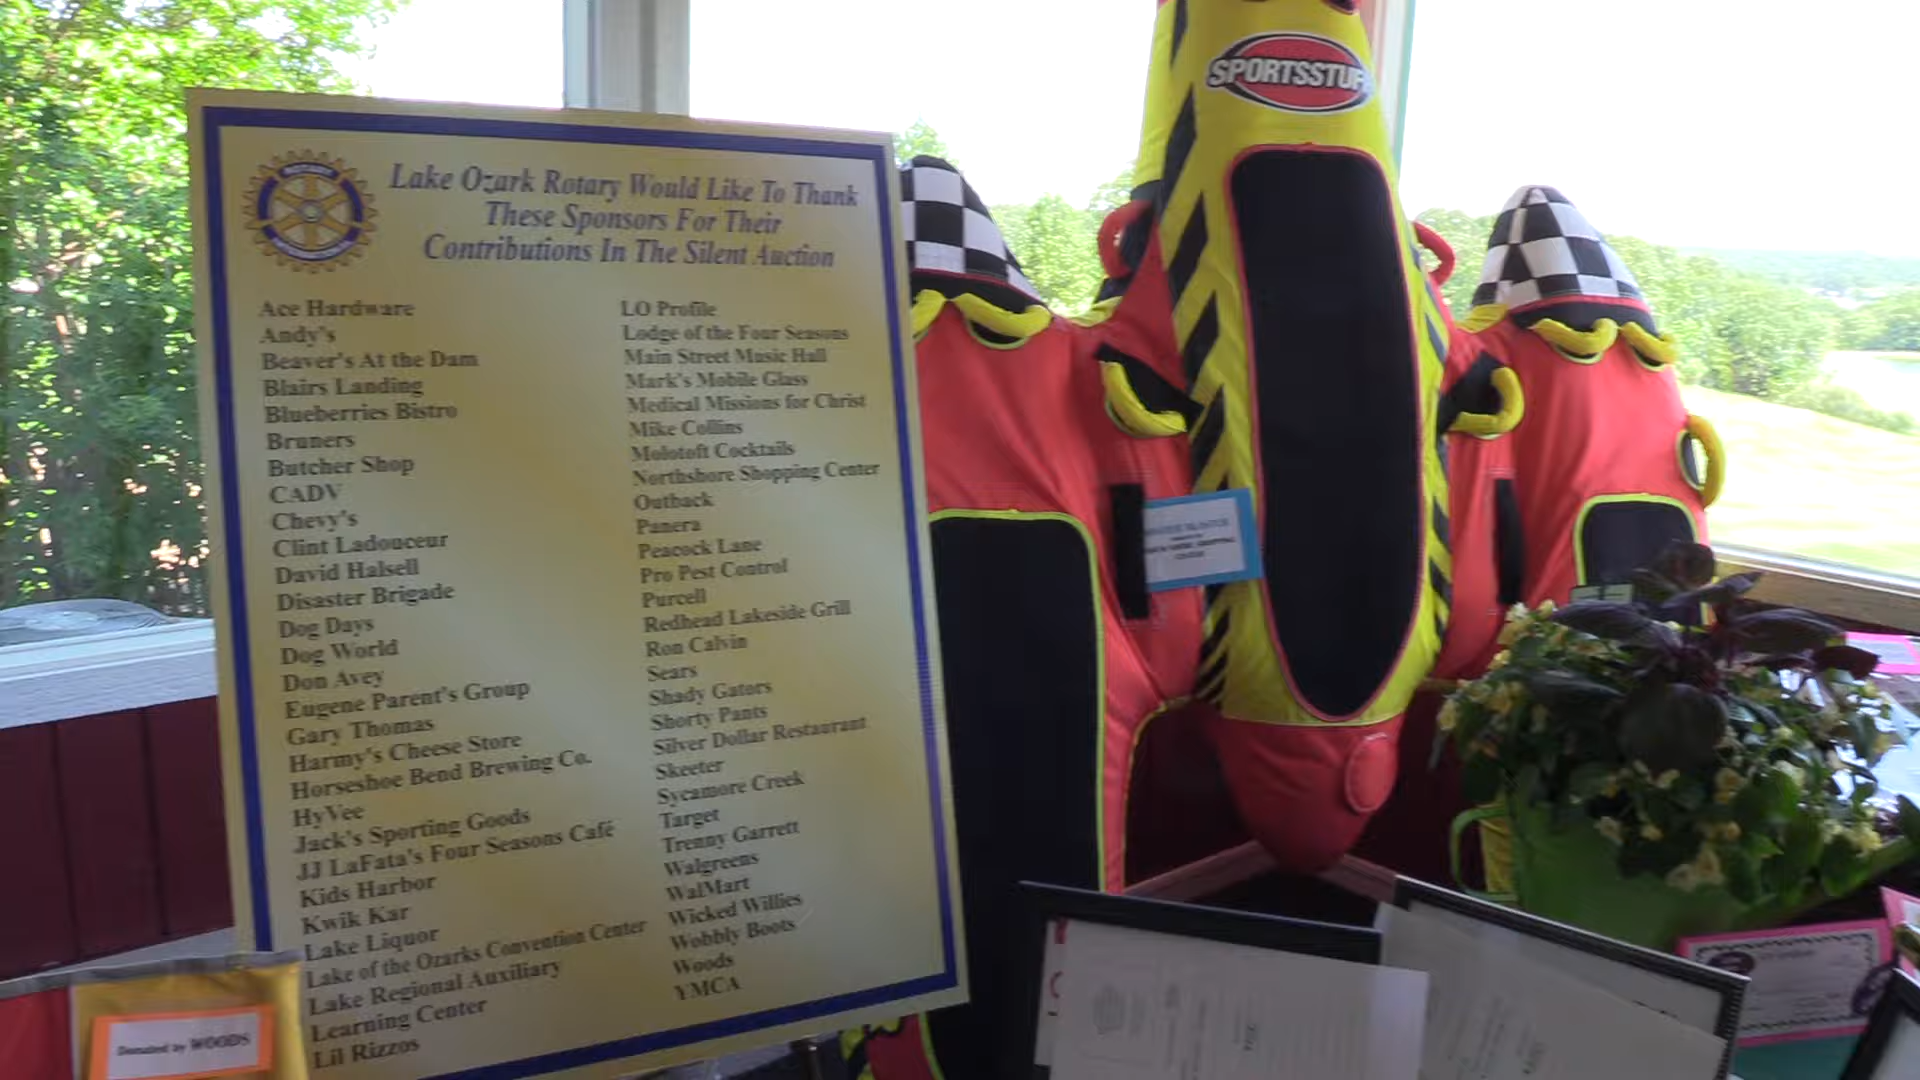 ROTARY
Lake Ozark Rotary Would Like To Thank
These Sponsors For Their
Contributions In The Silent Auction
Ace Hardware
Andy's
Beaver's At the Dam
Blairs Landing
Blueberries Bistro
Bruners
Butcher Shop
CADV
Chevy's
Clint Ladouceur
David Halsell
Disaster Brigade
Dog Days
Dog World
Don Avey
Eugene Parent's Group
Gary Thomas
Harmy's Cheese Store
Horseshoe Bend Brewing Co.
HyVee
Jack's Sporting Goods
JJ LaFata's Four Seasons Café
Kids Harbor
Kwik Kar
Lake Liquor
Lake of the Ozarks Convention Center
Lake Regional Auxiliary
Learning Center
Lil Rizzos
LO Profile
Lodge of the Four Seasons
Main Street Music Hall
Mark's Mobile Glass
Medical Missions for Christ
Mike Collins
Molotoft Cocktails
Northshore Shopping Center
Outback
Panera
Peacock Lane
Pro Pest Control
Purcell
Redhead Lakeside Grill
Ron Calvin
Sears
Shady Gators
Shorty Pants
Silver Dollar Restaurant
Skeeter
Sycamore Creek
Target
Trenny Garrett
Walgreens
WalMart
Wicked Willies
Wobbly Boots
Woods
YMCA
SPORTSSTUF
Donated by WOODS